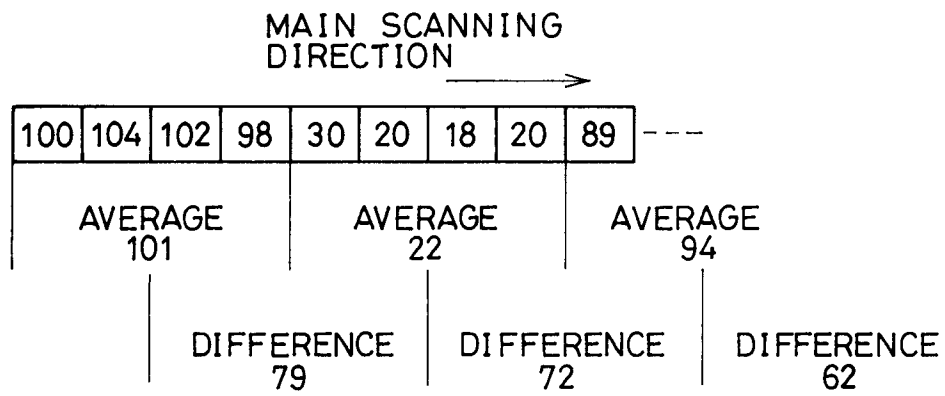 MAIN SCANNING
DIRECTION
100 104 102 98 30 20 18 20 89
AVERAGE AVERAGE AVERAGE
101 22 94
DIFFERENCE DIFFERENCE DIFFERENCE
79 72 62